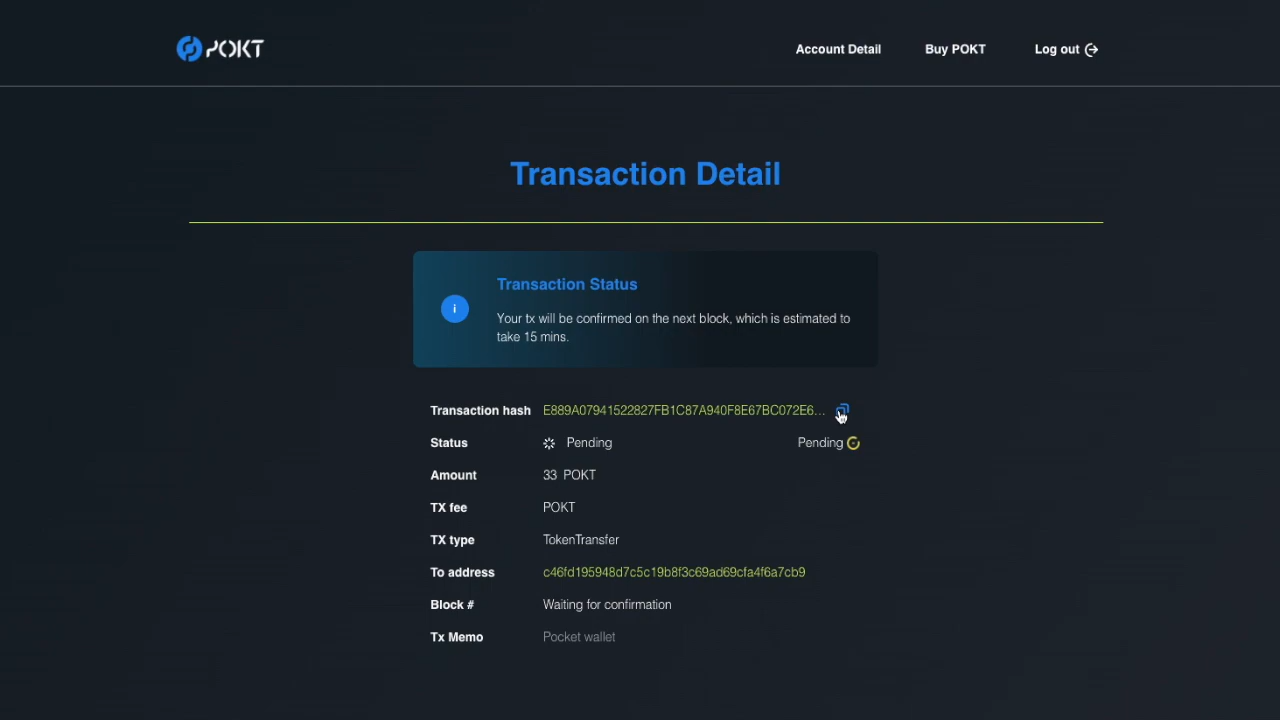 POKT
Account Detail
Buy POKT
Log out
Transaction Detail
Transaction Status
Your tx will be confirmed on the next block, which is estimated to
take 15 mins.
Transaction hash E889A07941522827FB1C87A940F8E67BC072E6...
Status Pending Pending
Amount 33 POKT
TX fee POKT
TX type TokenTransfer
To address c46fd195948d7c5c19b8f3c69ad69cfa4f6a7cb9
Block # Waiting for confirmation
Tx Memo Pocket wallet